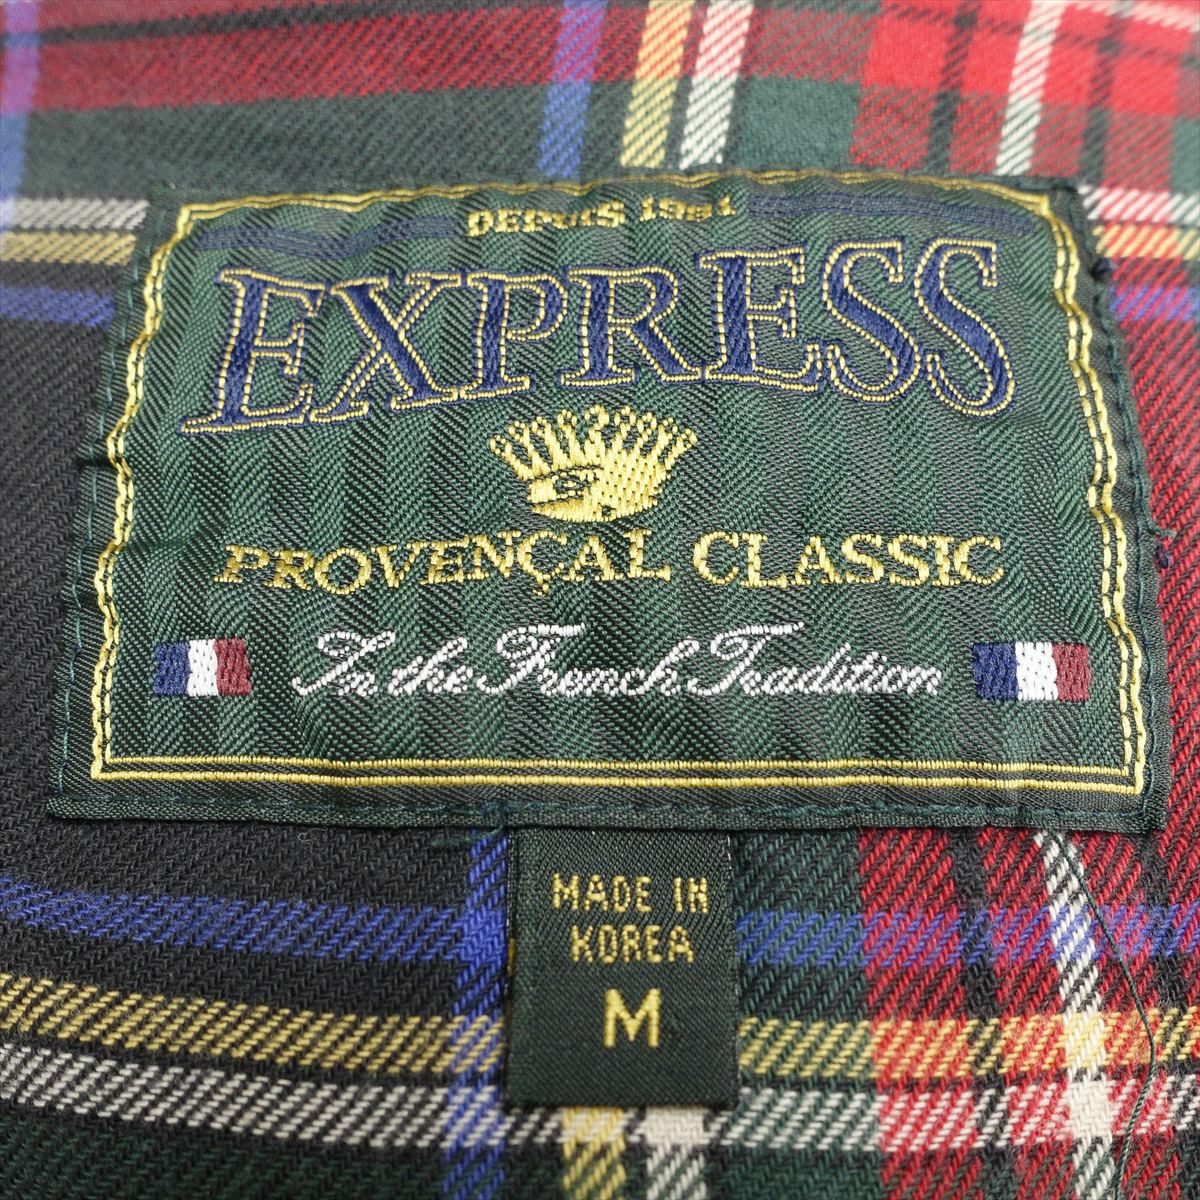 DEPUIS 1981
EXPRESS
PROVENÇAL CLASSIC
In the French Tradition
MADE IN
KOREA
M